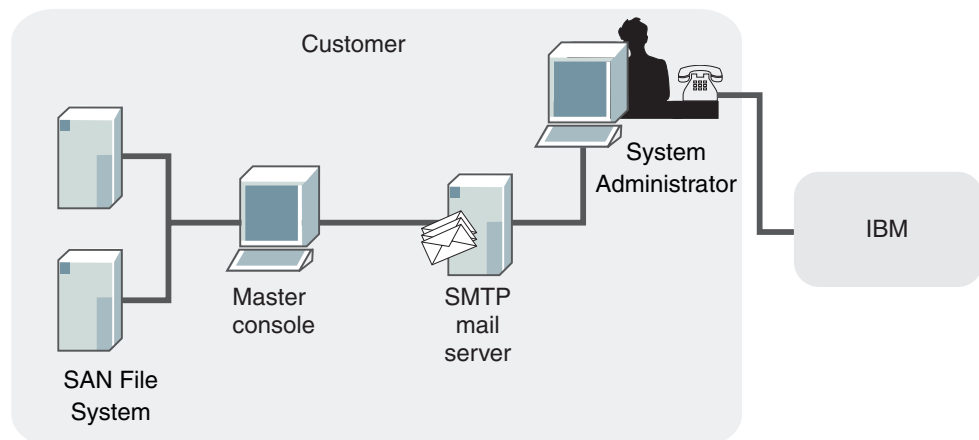 Customer
System
Administrator
IBM
Master
console
SMTP
mail
server
SAN File
System